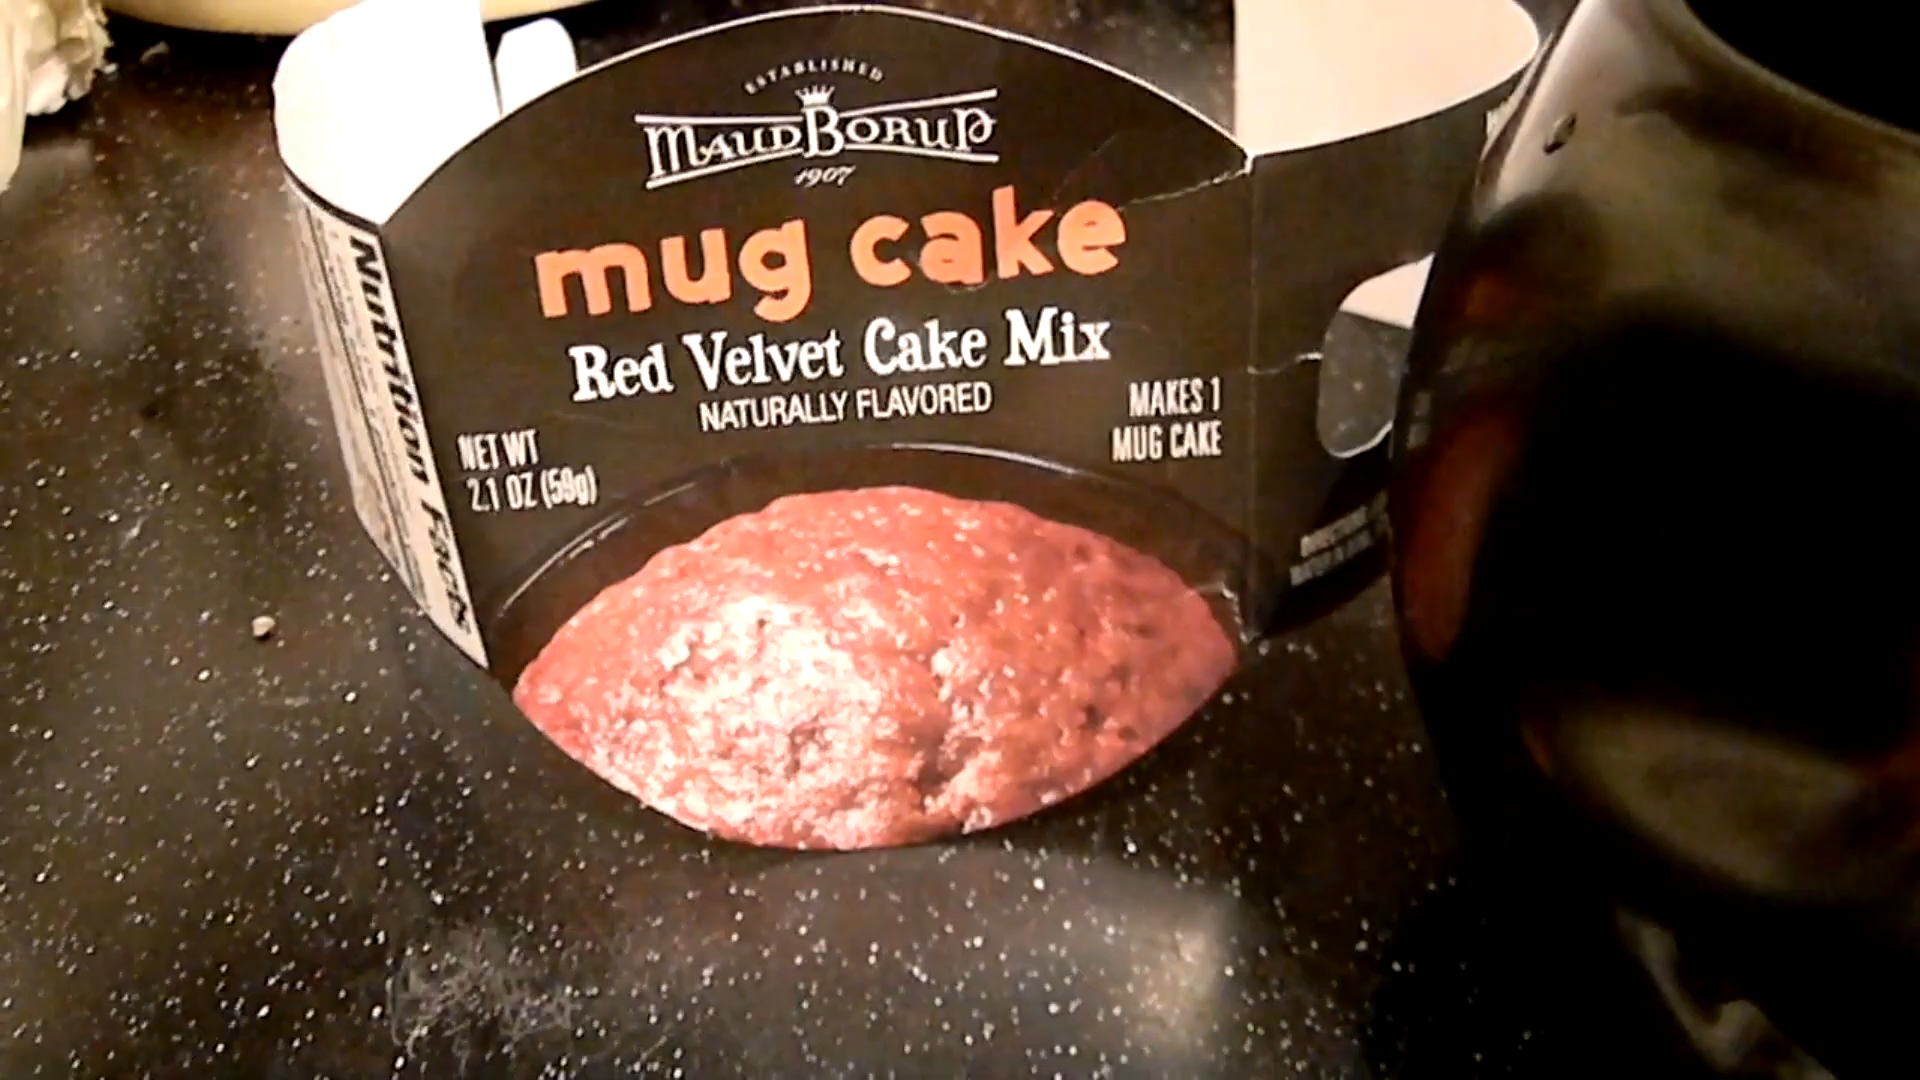 ESTABLISHED
MAUD BORUP
1907
mug cake
Red Velvet Cake Mix
NATURALLY FLAVORED
MAKES 1
MUG CAKE
NET WT
2.1 OZ (59g)
Nutrition Facts